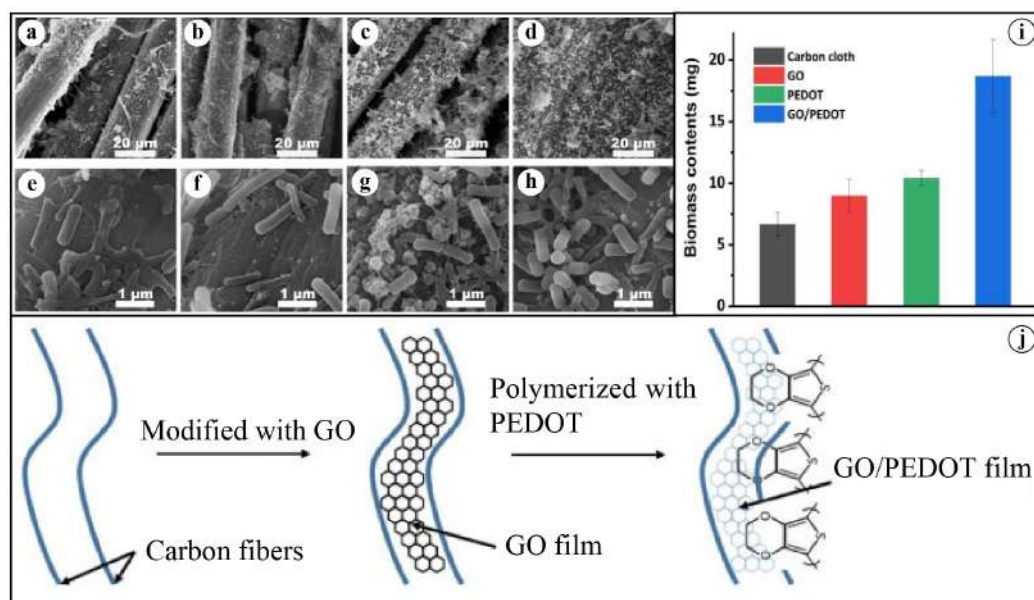 a
b
c
d
20 µm
20 µm
20 µm
20 µm
e
f
g
h
1 µm
1 µm
1 µm
1 µm
i
Biomass contents (mg)
20
15
10
5
0
Carbon cloth
GO
PEDOT
GO/PEDOT
j
Modified with GO
Polymerized with
PEDOT
GO/PEDOT film
Carbon fibers
GO film
O
O
S
O
O
S
O
O
S